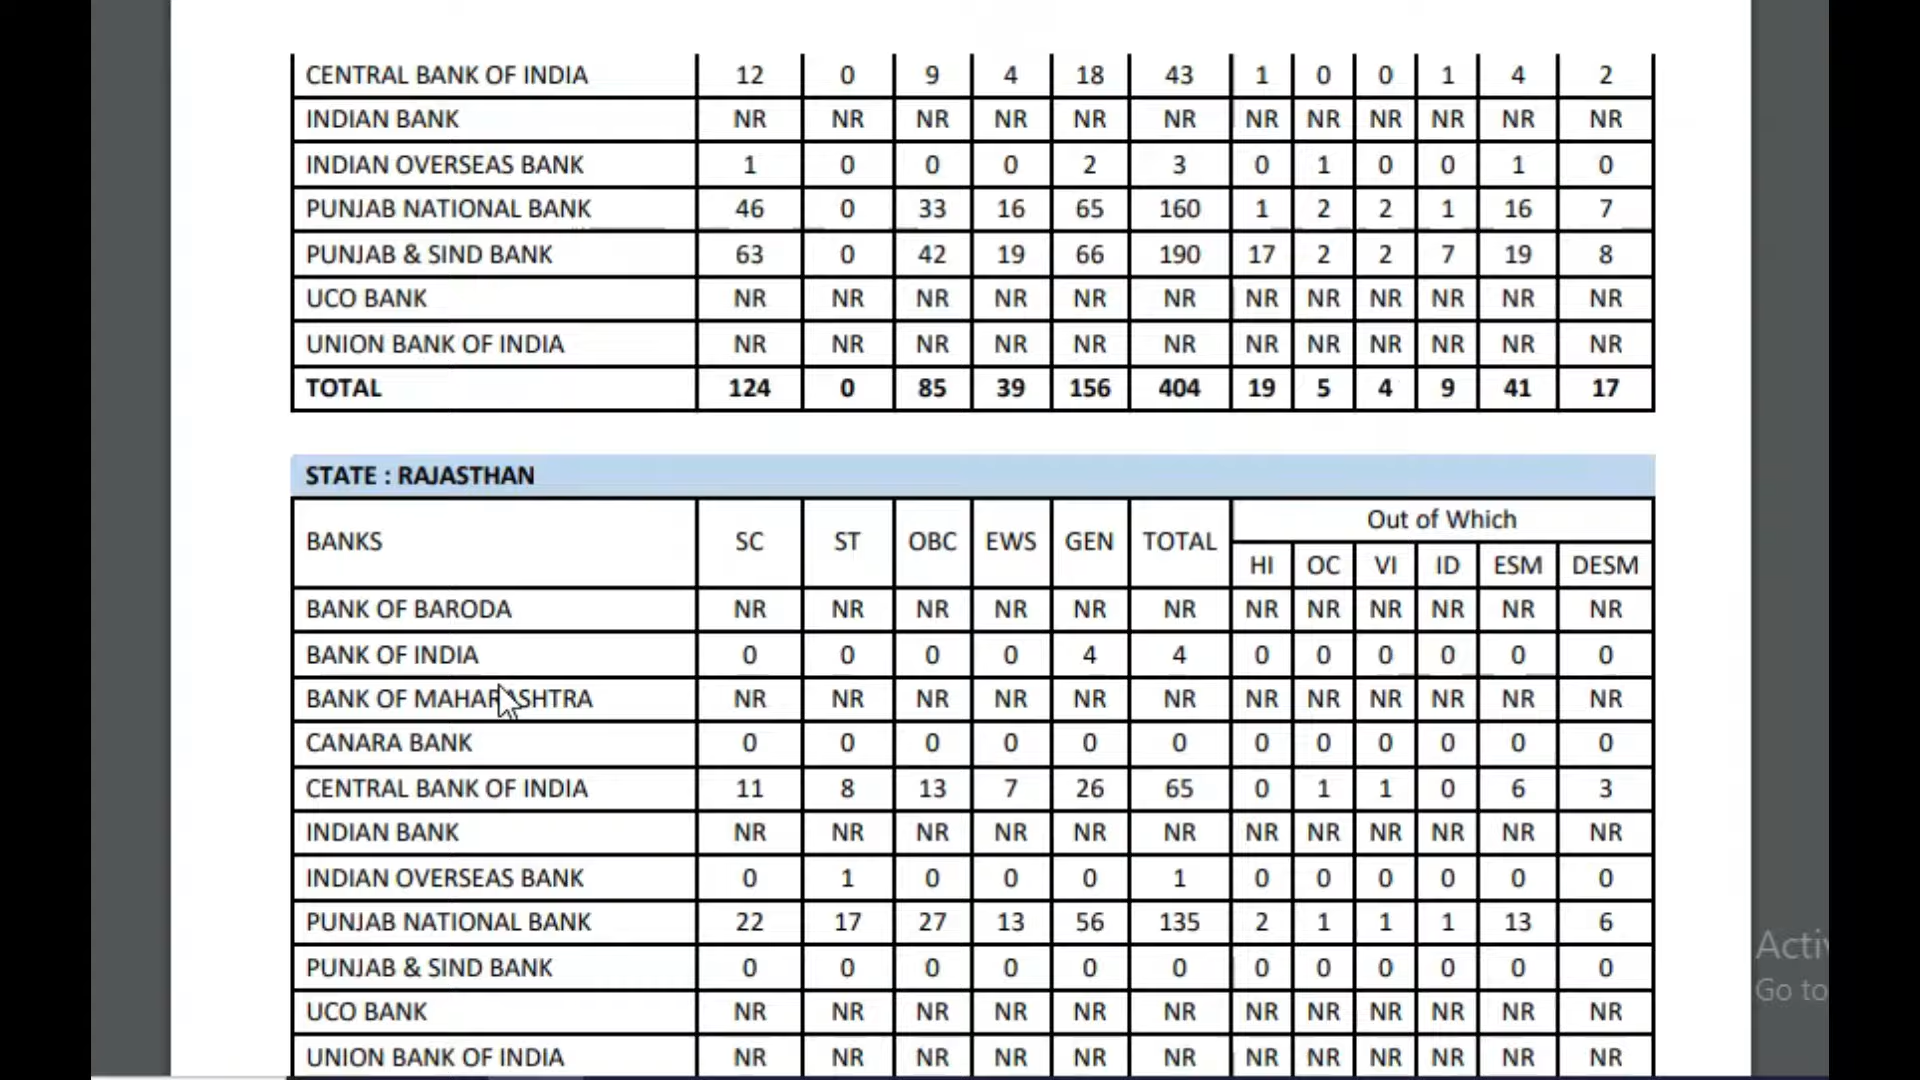 CENTRAL BANK OF INDIA 12 0 9 4 18 43 1 0 0 1 4 2
INDIAN BANK NR NR NR NR NR NR NR NR NR NR NR NR
INDIAN OVERSEAS BANK 1 0 0 0 2 3 0 1 0 0 1 0
PUNJAB NATIONAL BANK 46 0 33 16 65 160 1 2 2 1 16 7
PUNJAB & SIND BANK 63 0 42 19 66 190 17 2 2 7 19 8
UCO BANK NR NR NR NR NR NR NR NR NR NR NR NR
UNION BANK OF INDIA NR NR NR NR NR NR NR NR NR NR NR NR
TOTAL 124 0 85 39 156 404 19 5 4 9 41 17
STATE : RAJASTHAN
BANKS SC ST OBC EWS GEN TOTAL Out of Which
HI OC VI ID ESM DESM
BANK OF BARODA NR NR NR NR NR NR NR NR NR NR NR NR
BANK OF INDIA 0 0 0 0 4 4 0 0 0 0 0 0
BANK OF MAHARASHTRA NR NR NR NR NR NR NR NR NR NR NR NR
CANARA BANK 0 0 0 0 0 0 0 0 0 0 0 0
CENTRAL BANK OF INDIA 11 8 13 7 26 65 0 1 1 0 6 3
INDIAN BANK NR NR NR NR NR NR NR NR NR NR NR NR
INDIAN OVERSEAS BANK 0 1 0 0 0 1 0 0 0 0 0 0
PUNJAB NATIONAL BANK 22 17 27 13 56 135 2 1 1 1 13 6
PUNJAB & SIND BANK 0 0 0 0 0 0 0 0 0 0 0 0
UCO BANK NR NR NR NR NR NR NR NR NR NR NR NR
UNION BANK OF INDIA NR NR NR NR NR NR NR NR NR NR NR NR
Go to